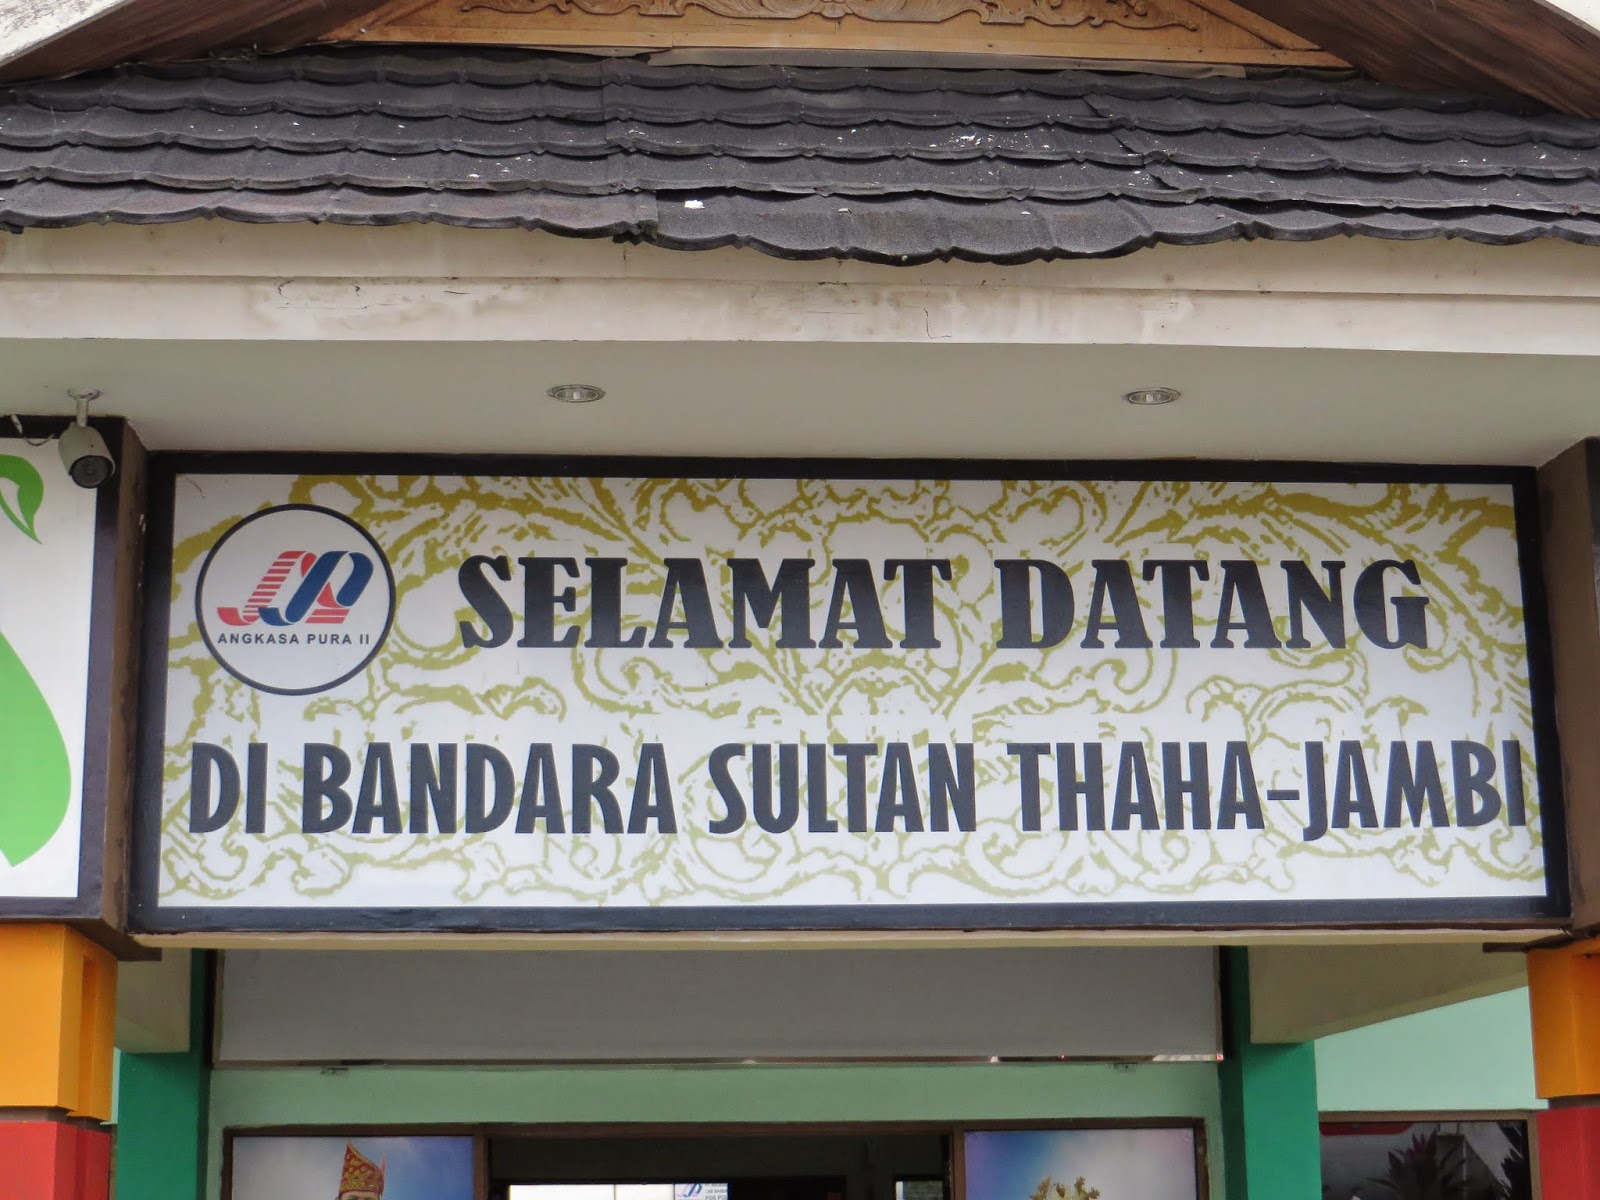 ANGKASA PURA II
SELAMAT DATANG
DI BANDARA SULTAN THAHA-JAMBI